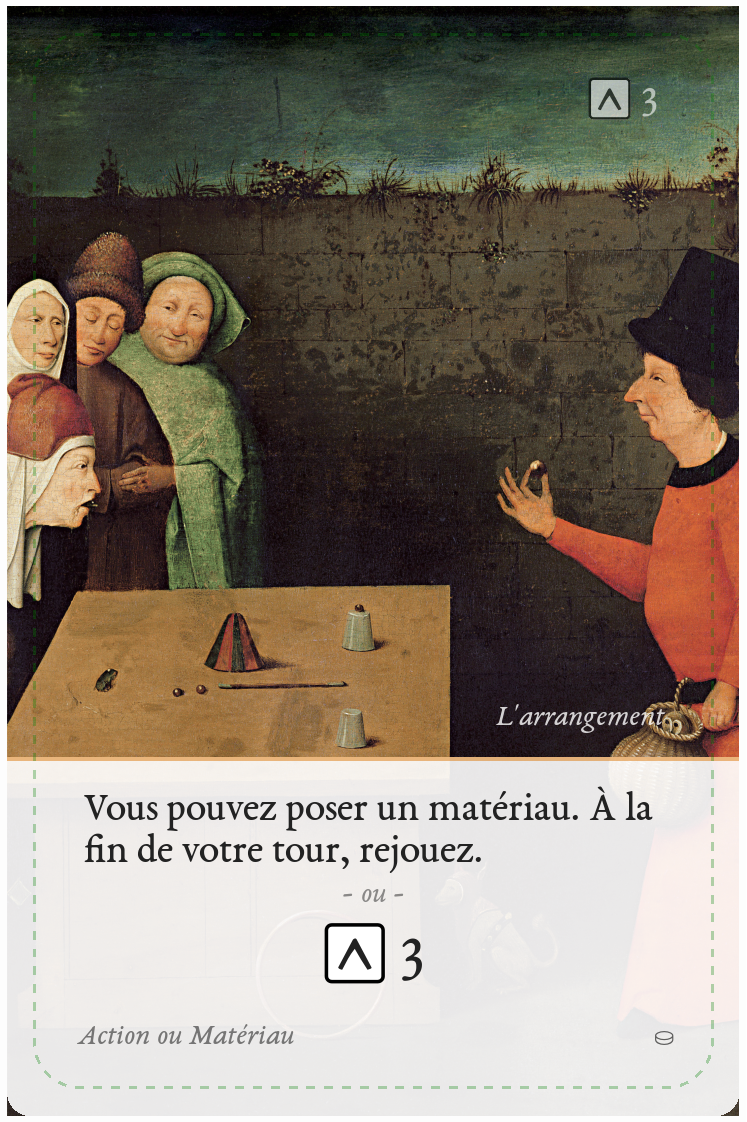 3
L'arrangement
Vous pouvez poser un matériau. À la
fin de votre tour, rejouez.
- ou -
3
Action ou Matériau